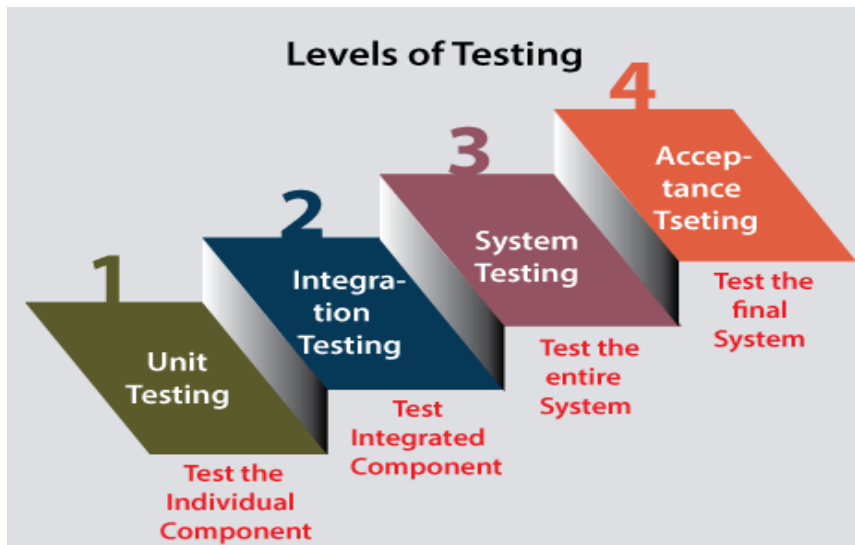 Levels of Testing
1
Unit
Testing
Test the
Individual
Component
2
Integra-
tion
Testing
Test
Integrated
Component
3
System
Testing
Test the
entire
System
4
Accep-
tance
Tseting
Test the
final
System